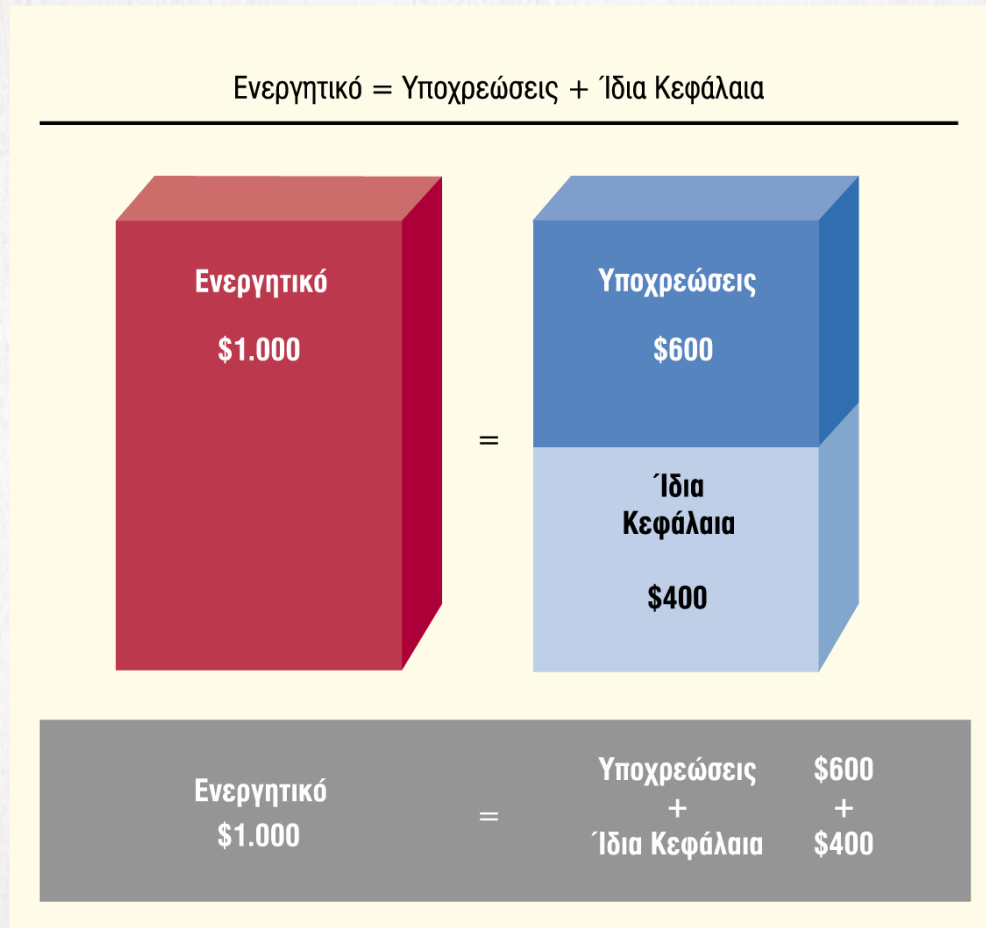 Ενεργητικό = Υποχρεώσεις + Ίδια Κεφάλαια
Ενεργητικό
$1.000
=
Υποχρεώσεις
$600
Ίδια
Κεφάλαια
$400
Ενεργητικό
$1.000
=
Υποχρεώσεις $600
+ +
Ίδια Κεφάλαια $400